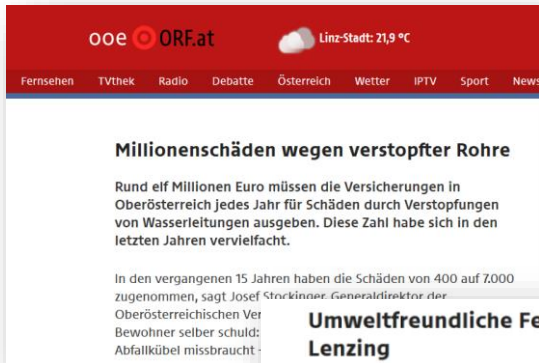 ooe ORF.at
Linz-Stadt: 21,9 °C
Fernsehen TVthek Radio Debatte Österreich Wetter IPTV Sport News
Millionenschäden wegen verstopfter Rohre
Rund elf Millionen Euro müssen die Versicherungen in
Oberösterreich jedes Jahr für Schäden durch Verstopfungen
von Wasserleitungen ausgeben. Diese Zahl habe sich in den
letzten Jahren vervielfacht.
In den vergangenen 15 Jahren haben die Schäden von 400 auf 7.000
zugenommen, sagt Josef Stockinger, Generaldirektor der
Oberösterreichischen Ver
Bewohner selber schuld:
Abfallkübel missbraucht -
Umweltfreundliche Fe
Lenzing